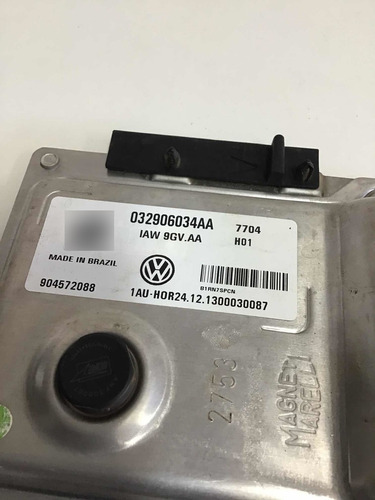 032906034AA 7704
IAW 9GV.AA H01
MADE IN BRAZIL
904572088
B1RN7SPCN
1AU-HOR24.12.1300030087
2753
MAGNETI
MARELLI